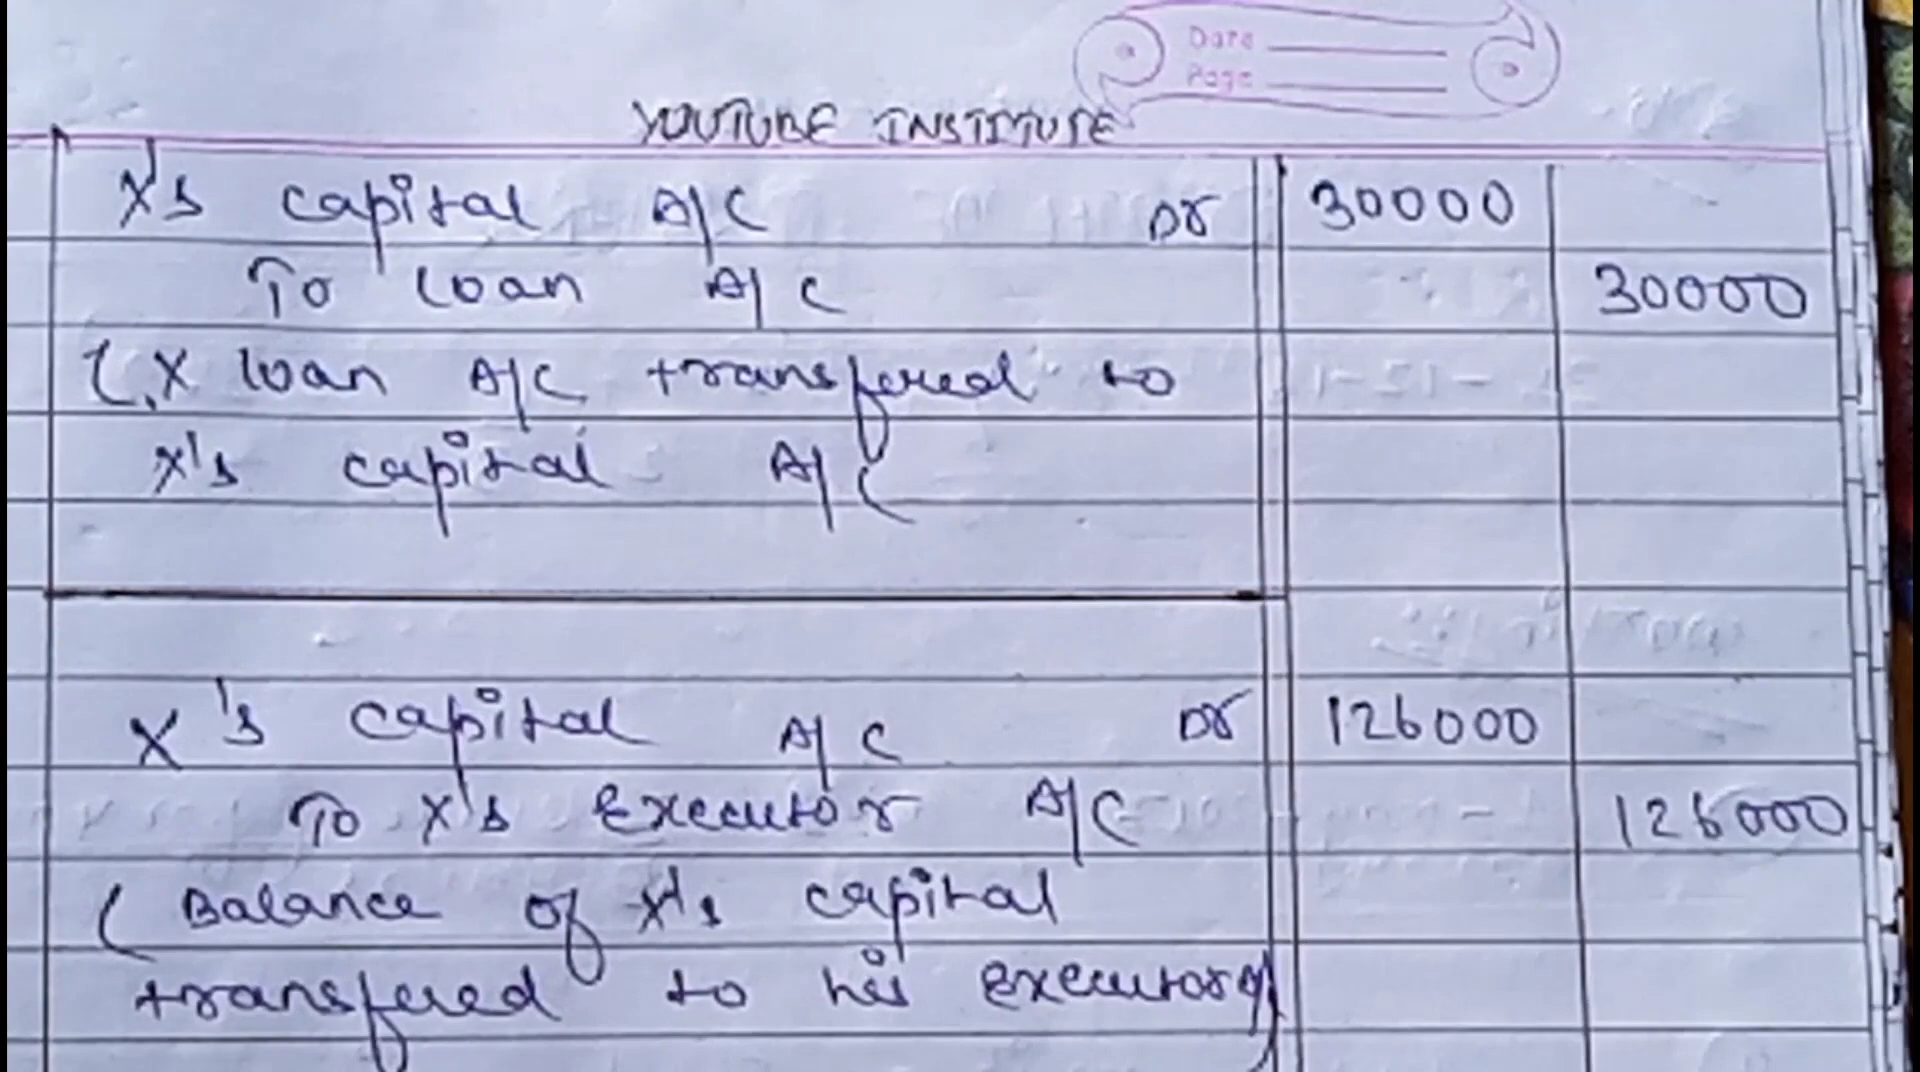 Date
Page
YOUTUBE INSTITUTE
X's capital A/C Dr 30000
To loan A/C 30000
(X loan A/C transfered to
X's capital A/C
X's capital A/C Dr 126000
To X's Executor A/C 126000
( Balance of X's capital
transfered to his executors)